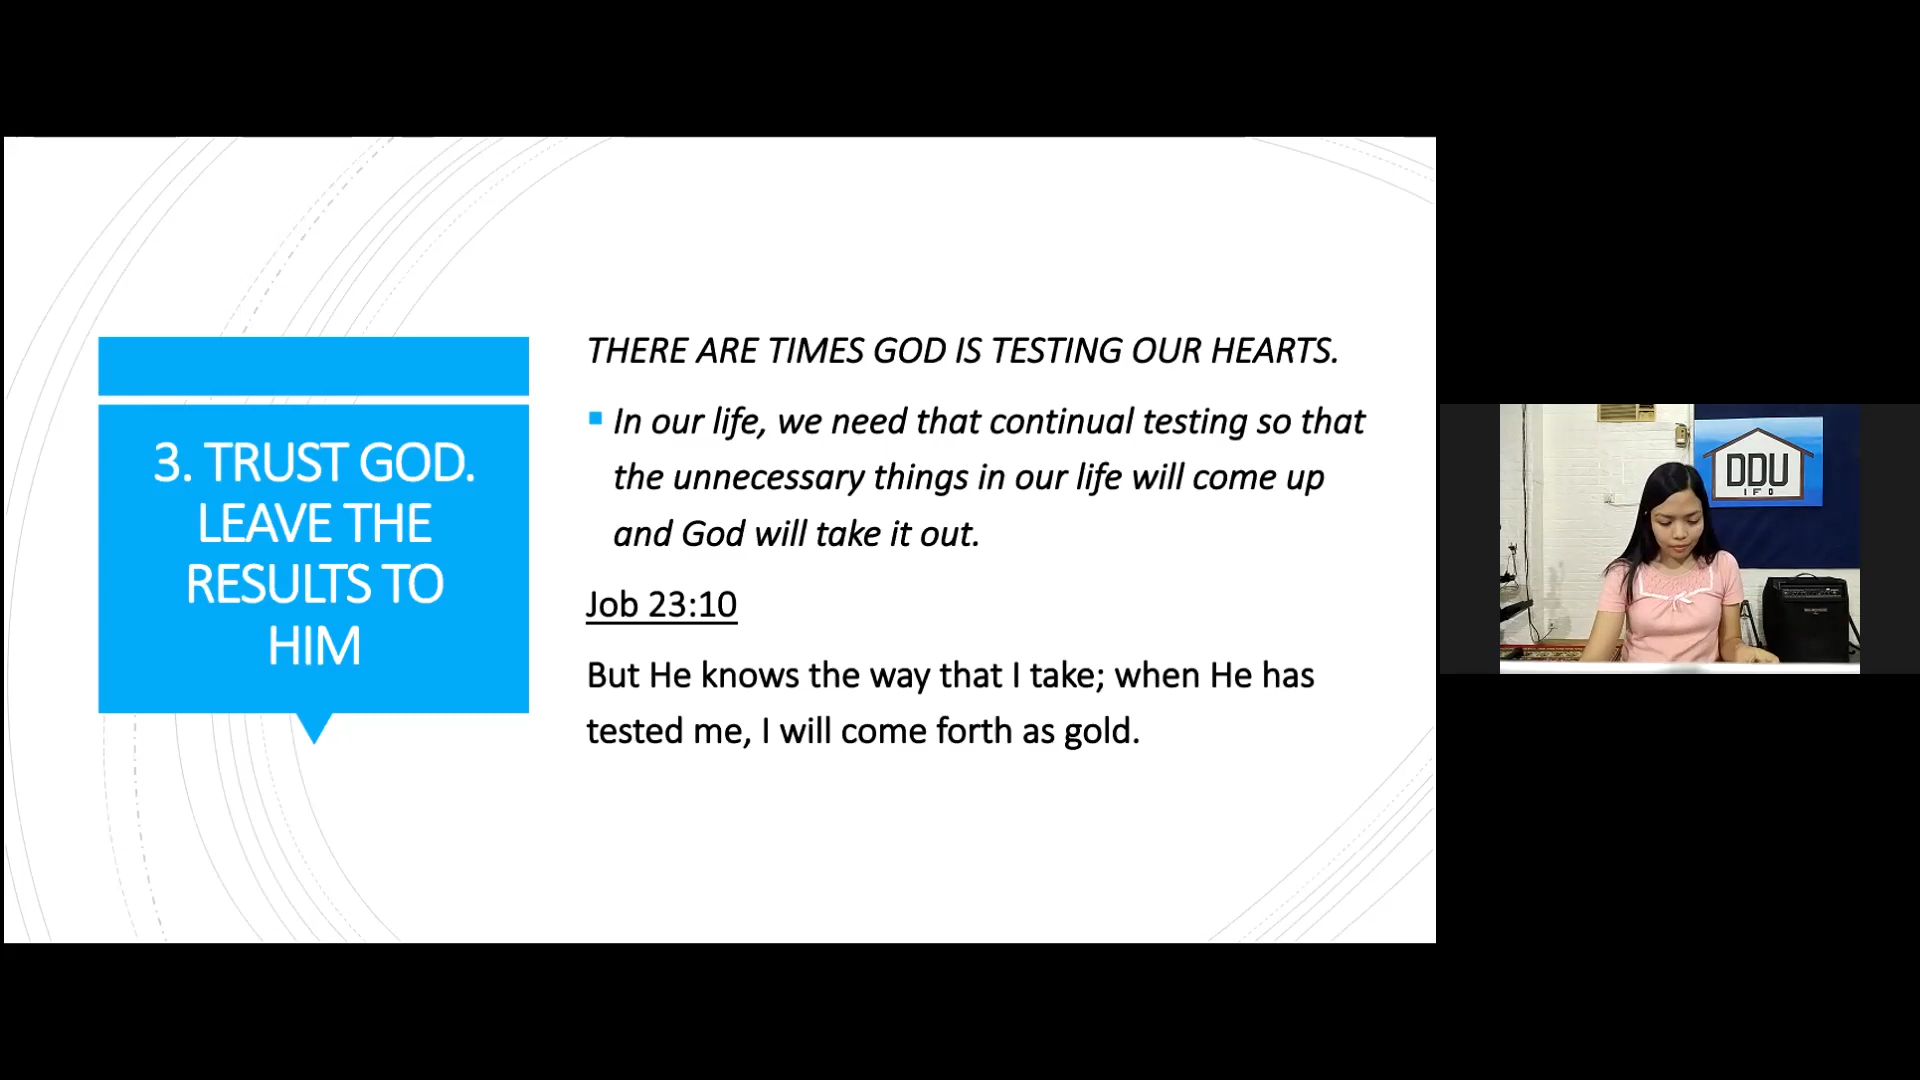 3. TRUST GOD.
LEAVE THE
RESULTS TO
HIM
THERE ARE TIMES GOD IS TESTING OUR HEARTS.
In our life, we need that continual testing so that
the unnecessary things in our life will come up
and God will take it out.
Job 23:10
But He knows the way that I take; when He has
tested me, I will come forth as gold.
DDU
IFO